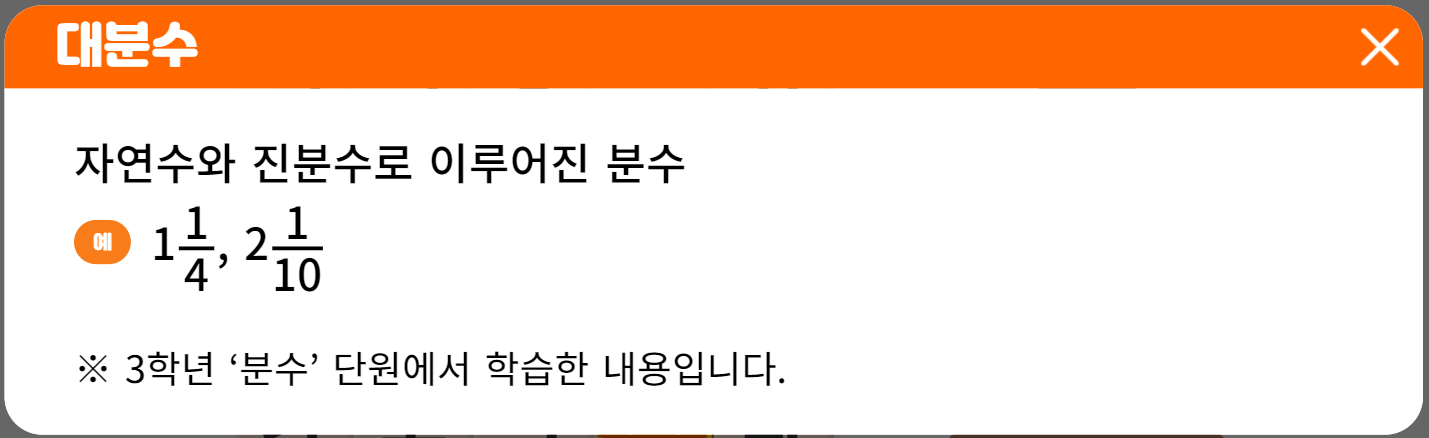 대분수
자연수와 진분수로 이루어진 분수
예 1 1/4, 2 1/10
※ 3학년 ‘분수’ 단원에서 학습한 내용입니다.